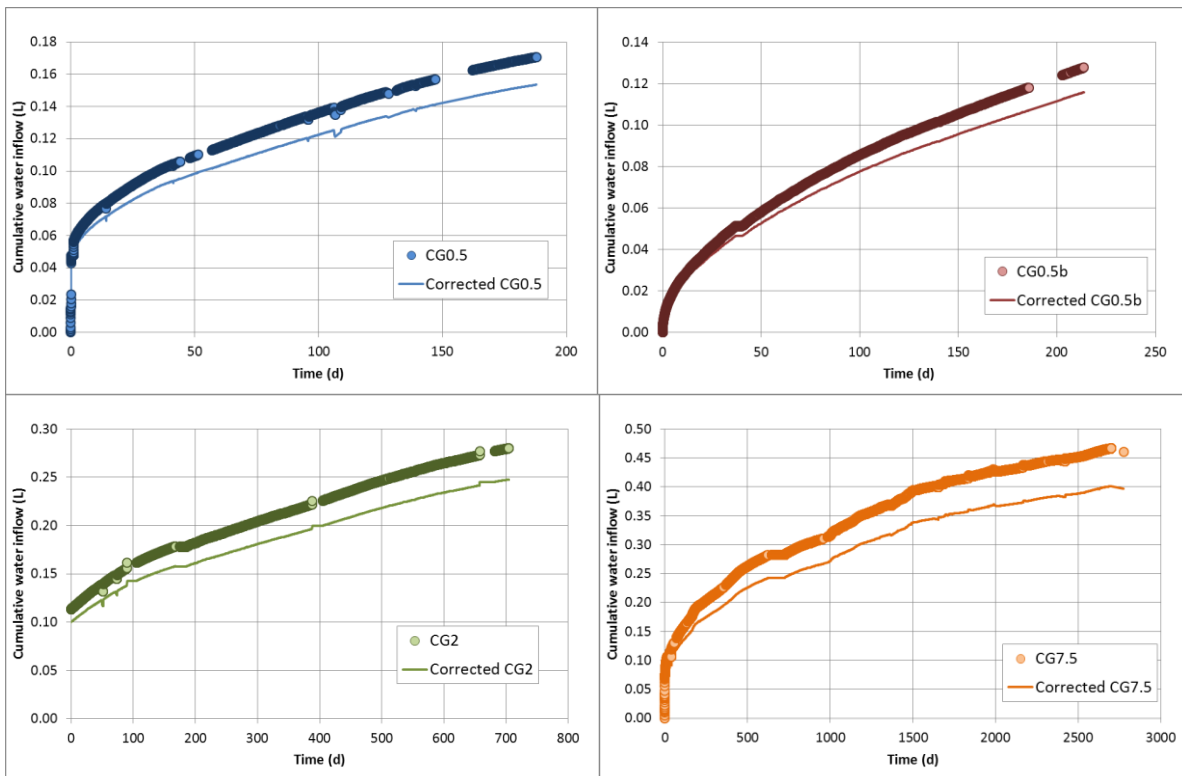 Cumulative water inflow (L)
0.18
0.16
0.14
0.12
0.10
0.08
0.06
0.04
0.02
0.00
CG0.5
Corrected CG0.5
0 50 100 150 200
Time (d)
Cumulative water inflow (L)
0.14
0.12
0.10
0.08
0.06
0.04
0.02
0.00
CG0.5b
Corrected CG0.5b
0 50 100 150 200 250
Time (d)
Cumulative water inflow (L)
0.30
0.25
0.20
0.15
0.10
0.05
0.00
CG2
Corrected CG2
0 100 200 300 400 500 600 700 800
Time (d)
Cumulative water inflow (L)
0.50
0.45
0.40
0.35
0.30
0.25
0.20
0.15
0.10
0.05
0.00
CG7.5
Corrected CG7.5
0 500 1000 1500 2000 2500 3000
Time (d)